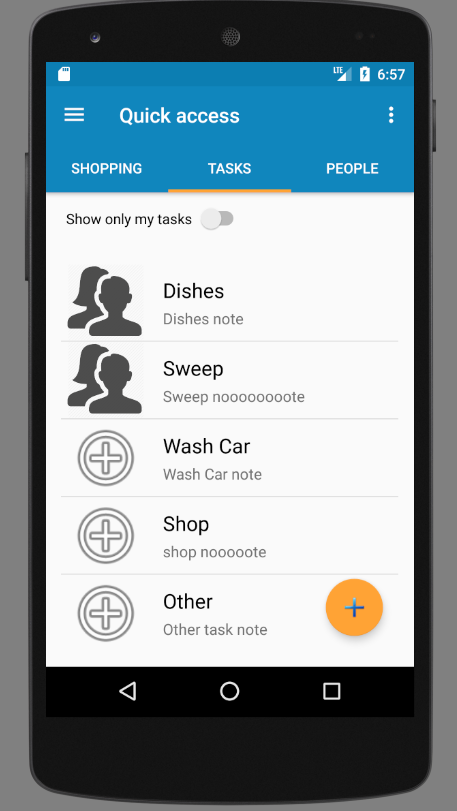 LTE 6:57
Quick access
SHOPPING TASKS PEOPLE
Show only my tasks
Dishes
Dishes note
Sweep
Sweep nooooooote
Wash Car
Wash Car note
Shop
shop nooooote
Other
Other task note